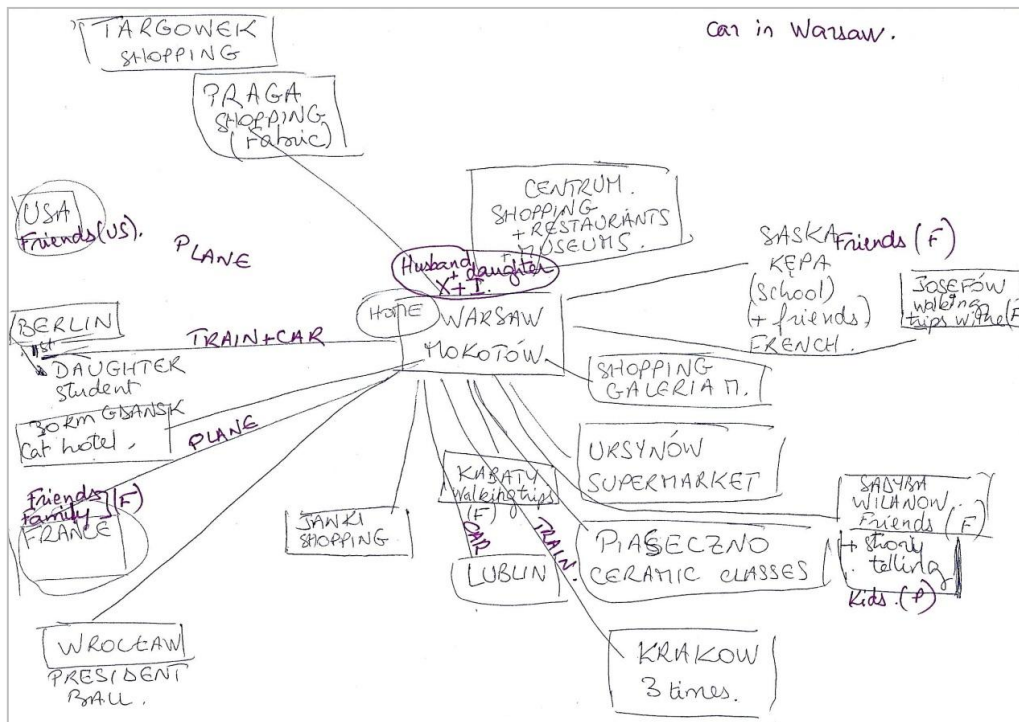 car in Warsaw.
TARGOWEK
SHOPPING
PRAGA
SHOPPING
(Fabric)
CENTRUM.
SHOPPING
+ RESTAURANTS
+ MUSEUMS.
USA
Friends (US).
PLANE
Husband + daughter
X + I.
HOME
WARSAW
MOKOTÓW
SASKA Friends (F)
KĘPA
(school)
+ friends)
FRENCH.
JOSEFÓW
walking
trips with (F)
BERLIN
1st
DAUGHTER
student
TRAIN + CAR
SHOPPING
GALERIA M.
30 KM GDANSK
Cat hotel.
PLANE
URSYNÓW
SUPERMARKET
KABATY
walking trips
(F)
Friends
Family } (F)
FRANCE
JANKI
SHOPPING
CAR
TRAIN.
LUBLIN
PIASECZNO
CERAMIC CLASSES
SADYBA
WILANOW
Friends (F)
+ story
telling
Kids. (P)
WROCŁAW
PRESIDENT
BALL.
KRAKOW
3 times.